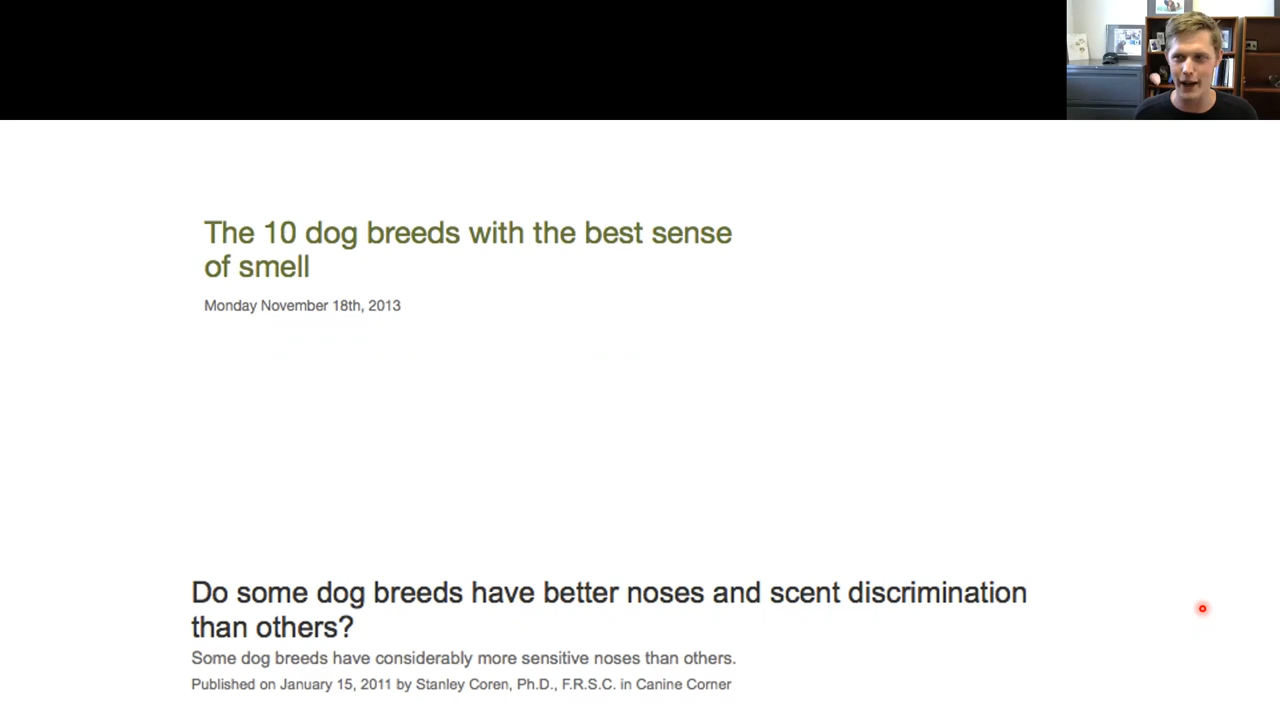 The 10 dog breeds with the best sense
of smell
Monday November 18th, 2013
Do some dog breeds have better noses and scent discrimination
than others?
Some dog breeds have considerably more sensitive noses than others.
Published on January 15, 2011 by Stanley Coren, Ph.D., F.R.S.C. in Canine Corner